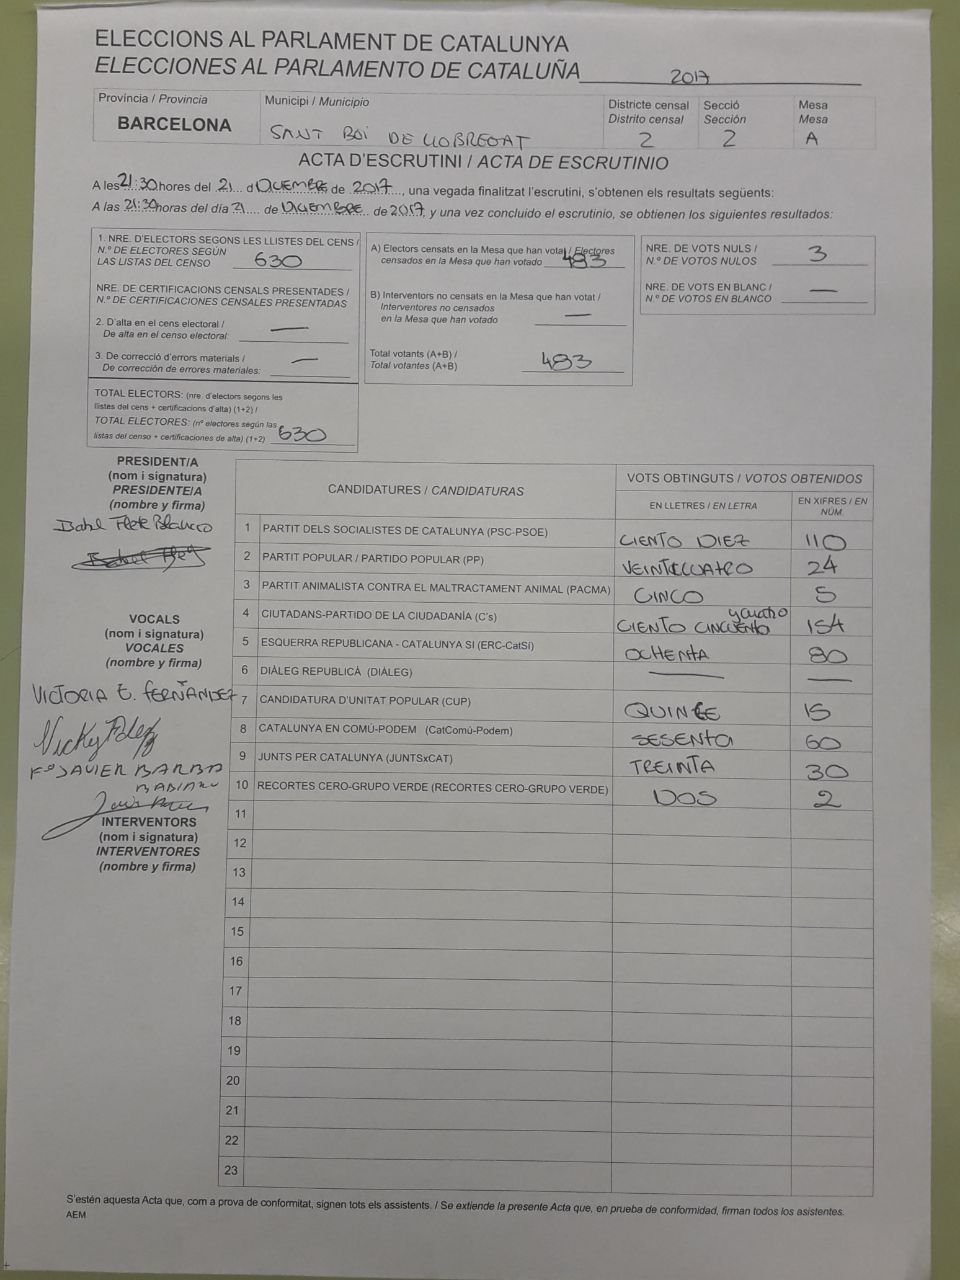 ELECCIONS AL PARLAMENT DE CATALUNYA
ELECCIONES AL PARLAMENTO DE CATALUÑA 2017
Província / Provincia
BARCELONA
Municipi / Municipio
SANT BOI DE LLOBREGAT
Districte censal
Distrito censal
2
Secció
Sección
2
Mesa
Mesa
A
ACTA D'ESCRUTINI / ACTA DE ESCRUTINIO
A les 21:30 hores del 21 d DICIEMBRE de 2017, una vegada finalitzat l'escrutini, s'obtenen els resultats següents:
A las 21:30 horas del día 21 de DICIEMBRE de 2017, y una vez concluido el escrutinio, se obtienen los siguientes resultados:
1. NRE. D'ELECTORS SEGONS LES LLISTES DEL CENS /
N.º DE ELECTORES SEGÚN
LAS LISTAS DEL CENSO 630
NRE. DE CERTIFICACIONS CENSALS PRESENTADES /
N.º DE CERTIFICACIONES CENSALES PRESENTADAS
2. D'alta en el cens electoral /
De alta en el censo electoral: —
3. De correcció d'errors materials /
De corrección de errores materiales: —
TOTAL ELECTORS: (nre. d'electors segons les
llistes del cens + certificacions d'alta) (1+2) /
TOTAL ELECTORES: (nº electores según las
listas del censo + certificaciones de alta) (1+2) 630
A) Electors censats en la Mesa que han votat / Electores
censados en la Mesa que han votado 483
B) Interventors no censats en la Mesa que han votat /
Interventores no censados
en la Mesa que han votado —
Total votants (A+B) /
Total votantes (A+B) 483
NRE. DE VOTS NULS /
N.º DE VOTOS NULOS 3
NRE. DE VOTS EN BLANC /
N.º DE VOTOS EN BLANCO —
PRESIDENT/A
(nom i signatura)
PRESIDENTE/A
(nombre y firma)
VOCALS
(nom i signatura)
VOCALES
(nombre y firma)
VICTORIA E. FERNÁNDEZ
Vicky Fdez
Fco JAVIER BARBA
INTERVENTORS
(nom i signatura)
INTERVENTORES
(nombre y firma)
CANDIDATURES / CANDIDATURAS
VOTS OBTINGUTS / VOTOS OBTENIDOS
EN LLETRES / EN LETRA
EN XIFRES / EN
NÚM.
1 PARTIT DELS SOCIALISTES DE CATALUNYA (PSC-PSOE) CIENTO DIEZ 110
2 PARTIT POPULAR / PARTIDO POPULAR (PP) VEINTICUATRO 24
3 PARTIT ANIMALISTA CONTRA EL MALTRACTAMENT ANIMAL (PACMA) CINCO 5
4 CIUTADANS-PARTIDO DE LA CIUDADANÍA (C's) CIENTO CINCUENTA y cuatro 154
5 ESQUERRA REPUBLICANA - CATALUNYA SI (ERC-CatSí) OCHENTA 80
6 DIÀLEG REPUBLICÀ (DIÀLEG) — —
7 CANDIDATURA D'UNITAT POPULAR (CUP) QUINCE 15
8 CATALUNYA EN COMÚ-PODEM (CatComú-Podem) SESENTA 60
9 JUNTS PER CATALUNYA (JUNTSxCAT) TREINTA 30
10 RECORTES CERO-GRUPO VERDE (RECORTES CERO-GRUPO VERDE) DOS 2
11
12
13
14
15
16
17
18
19
20
21
22
23
S'estén aquesta Acta que, com a prova de conformitat, signen tots els assistents. / Se extiende la presente Acta que, en prueba de conformidad, firman todos los asistentes.
AEM